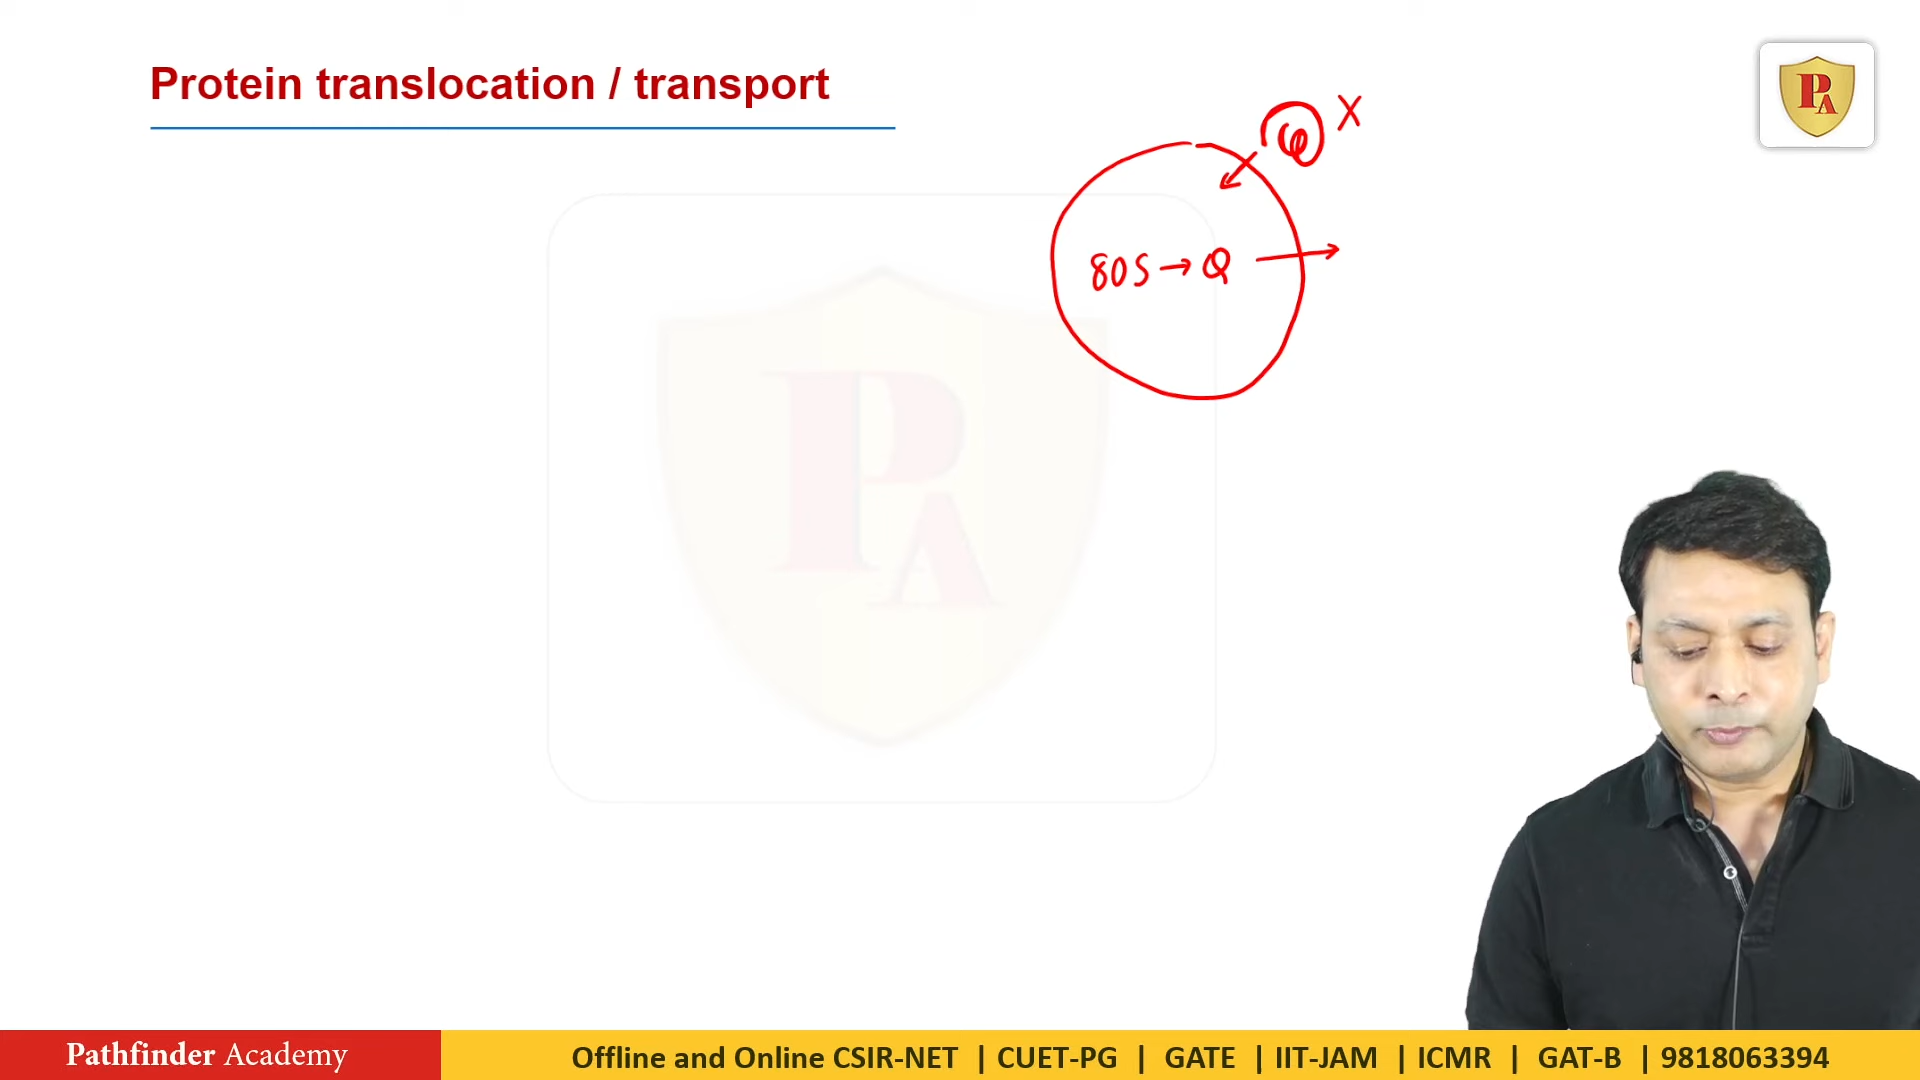 Protein translocation / transport
PA
X
80S → Q
PA
Pathfinder Academy
Offline and Online CSIR-NET | CUET-PG | GATE | IIT-JAM | ICMR | GAT-B | 9818063394